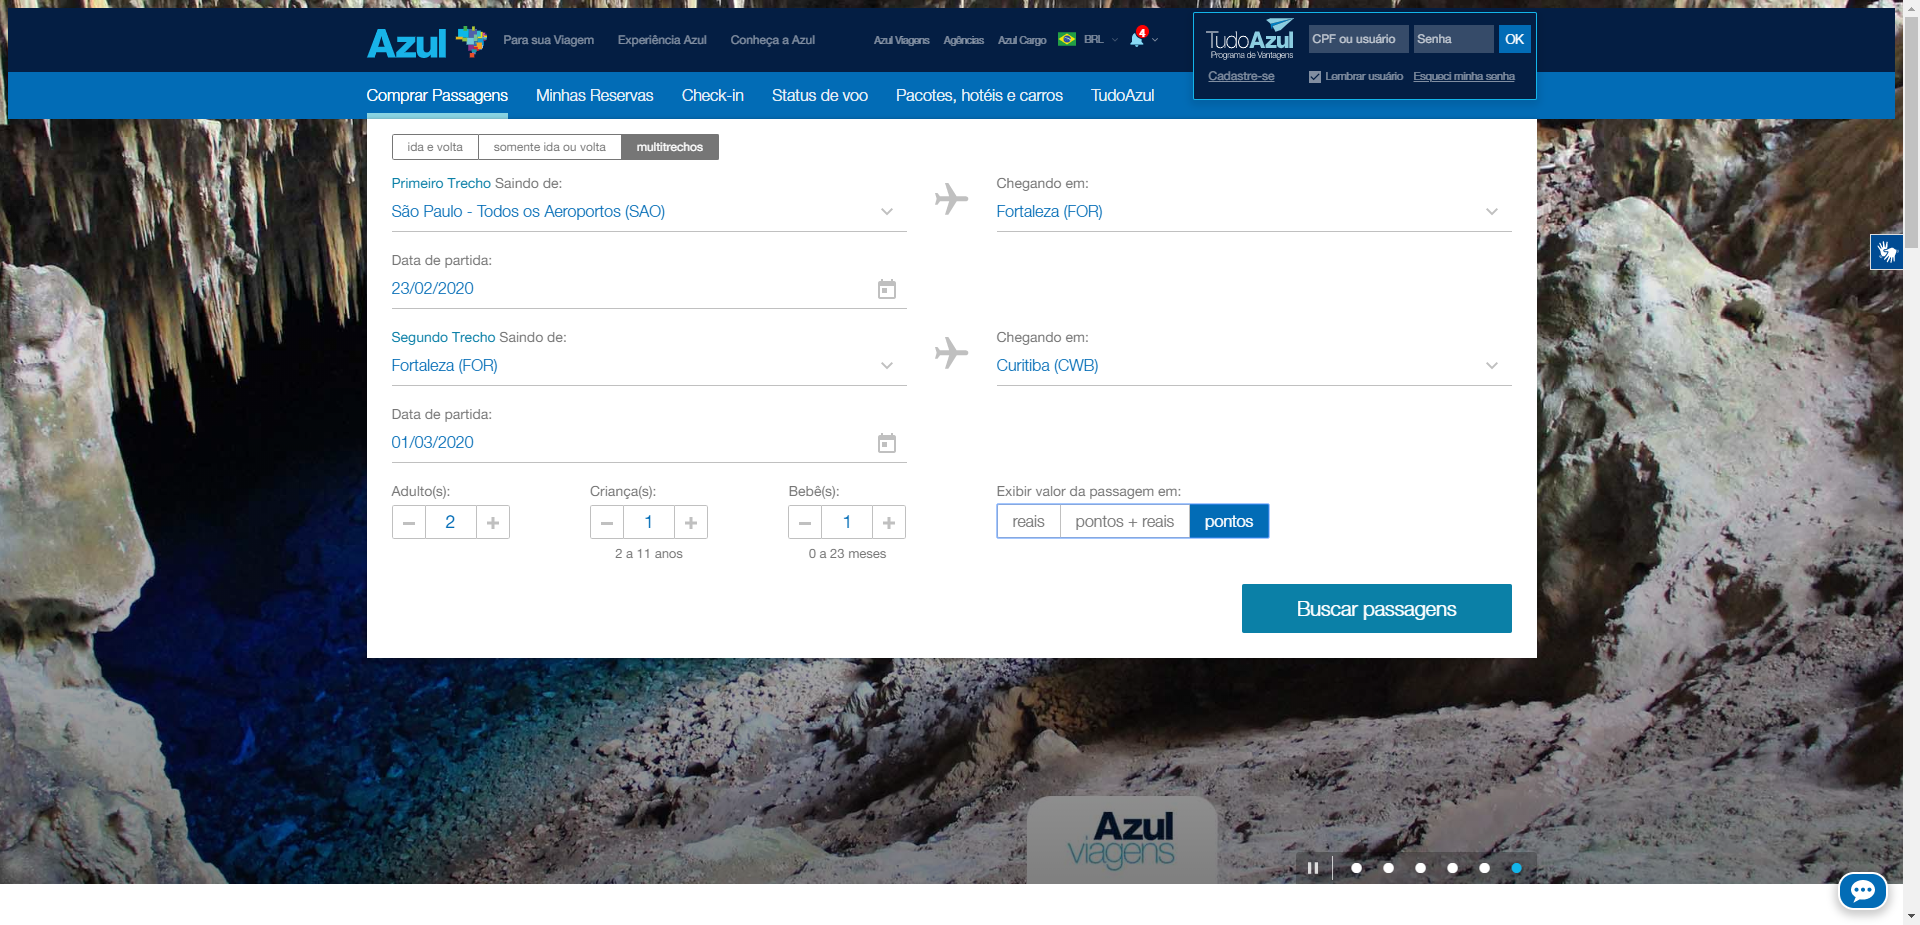 Azul
Para sua Viagem
Experiência Azul
Conheça a Azul
Azul Viagens
Agências
Azul Cargo
BRL
4
TudoAzul
Programa de Vantagens
CPF ou usuário
Senha
OK
Cadastre-se
Lembrar usuário
Esqueci minha senha
Comprar Passagens
Minhas Reservas
Check-in
Status de voo
Pacotes, hotéis e carros
TudoAzul
ida e volta
somente ida ou volta
multitrechos
Primeiro Trecho Saindo de:
Chegando em:
São Paulo - Todos os Aeroportos (SAO)
Fortaleza (FOR)
Data de partida:
23/02/2020
Segundo Trecho Saindo de:
Chegando em:
Fortaleza (FOR)
Curitiba (CWB)
Data de partida:
01/03/2020
Adulto(s):
Criança(s):
Bebê(s):
Exibir valor da passagem em:
2
1
1
reais
pontos + reais
pontos
2 a 11 anos
0 a 23 meses
Buscar passagens
Azul
viagens